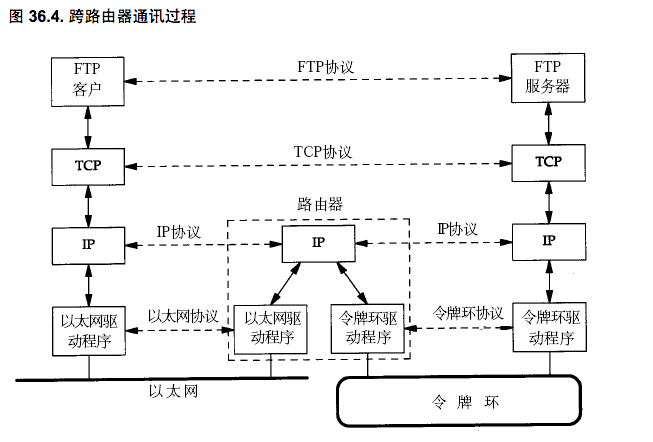 图 36.4. 跨路由器通讯过程
FTP
客户
FTP协议
FTP
服务器
TCP
TCP协议
TCP
路由器
IP
IP协议
IP
IP协议
IP
以太网驱
动程序
以太网协议
以太网驱
动程序
令牌环驱
动程序
令牌环协议
令牌环驱
动程序
以太网
令 牌 环